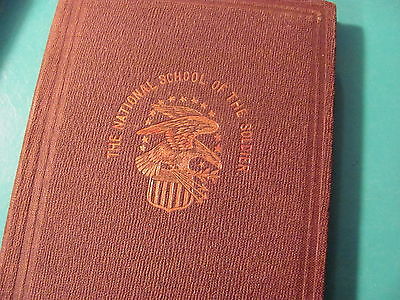 THE NATIONAL SCHOOL OF THE SOLDIER